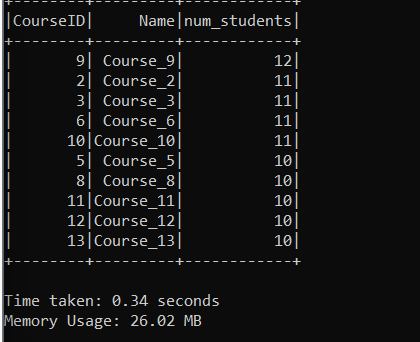 +--------+---------+------------+
|CourseID|     Name|num_students|
+--------+---------+------------+
|       9| Course_9|          12|
|       2| Course_2|          11|
|       3| Course_3|          11|
|       6| Course_6|          11|
|      10|Course_10|          11|
|       5| Course_5|          10|
|       8| Course_8|          10|
|      11|Course_11|          10|
|      12|Course_12|          10|
|      13|Course_13|          10|
+--------+---------+------------+
Time taken: 0.34 seconds
Memory Usage: 26.02 MB